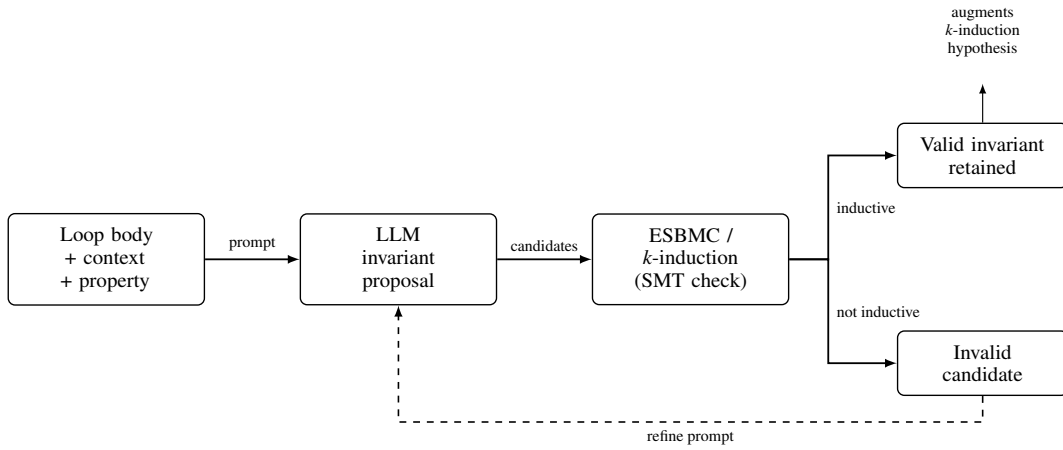 augments
k-induction
hypothesis
Valid invariant
retained
inductive
Loop body
+ context
+ property
prompt
LLM
invariant
proposal
candidates
ESBMC /
k-induction
(SMT check)
not inductive
Invalid
candidate
refine prompt